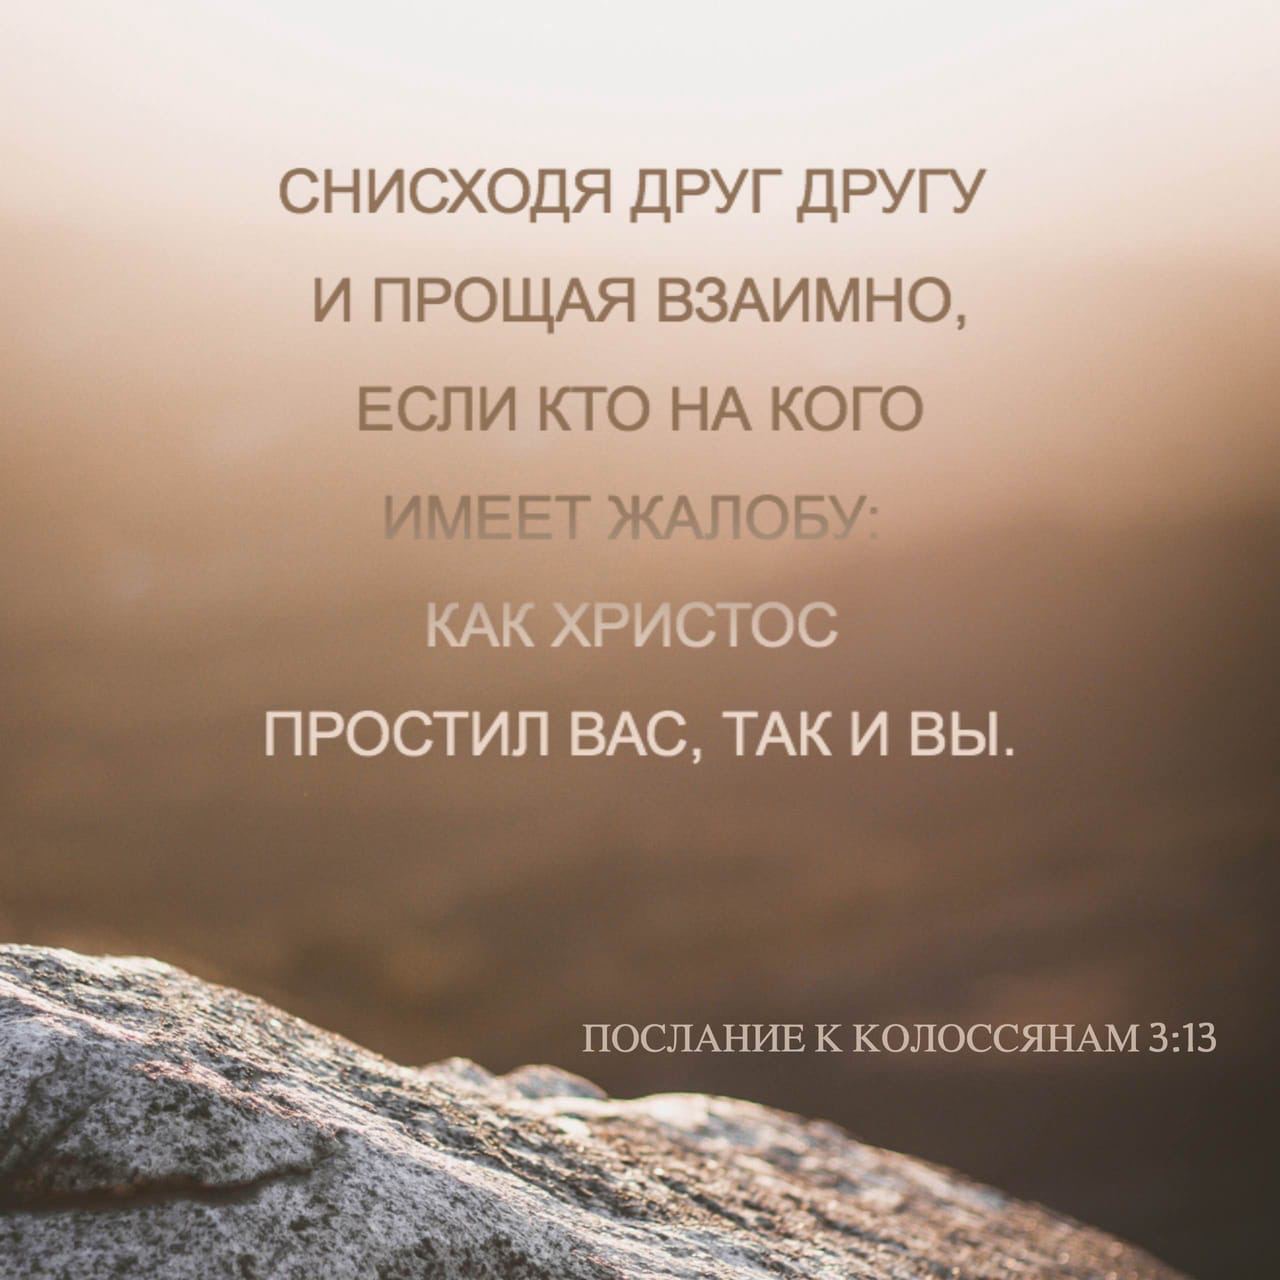 СНИСХОДЯ ДРУГ ДРУГУ
И ПРОЩАЯ ВЗАИМНО,
ЕСЛИ КТО НА КОГО
ИМЕЕТ ЖАЛОБУ:
КАК ХРИСТОС
ПРОСТИЛ ВАС, ТАК И ВЫ.
ПОСЛАНИЕ К КОЛОССЯНАМ 3:13